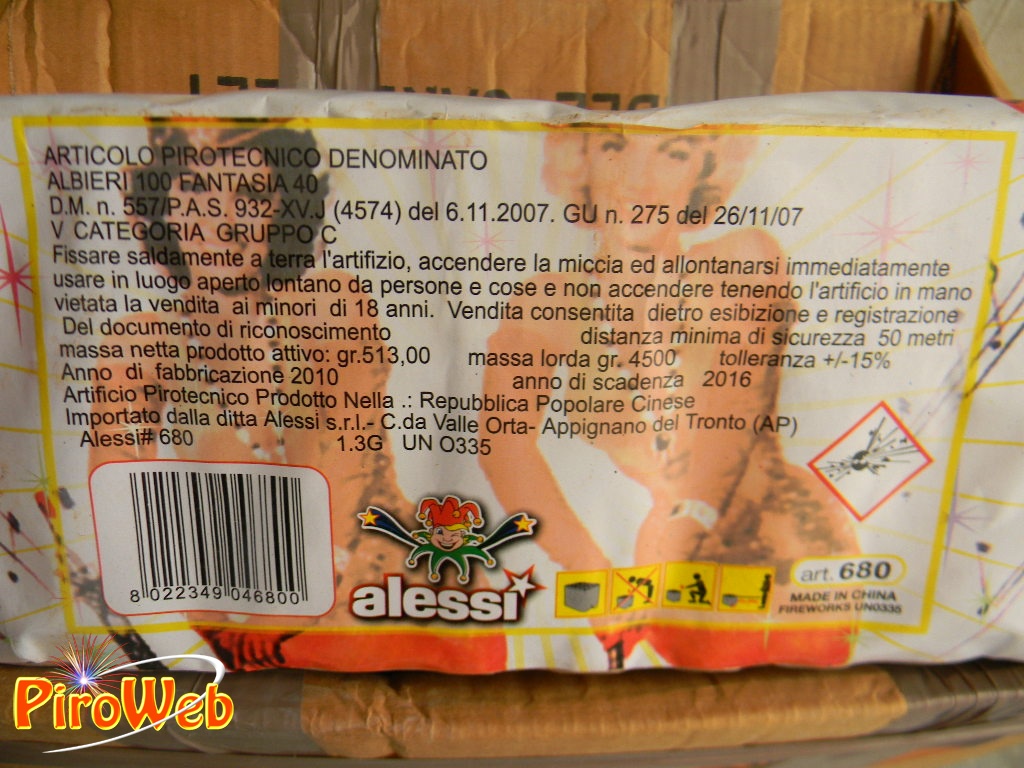 ARTICOLO PIROTECNICO DENOMINATO
ALBIERI 100 FANTASIA 40
D.M. n. 557/P.A.S. 932-XV.J (4574) del 6.11.2007. GU n. 275 del 26/11/07
V CATEGORIA GRUPPO C
Fissare saldamente a terra l'artifizio, accendere la miccia ed allontanarsi immediatamente
usare in luogo aperto lontano da persone e cose e non accendere tenendo l'artificio in mano
vietata la vendita ai minori di 18 anni. Vendita consentita dietro esibizione e registrazione
Del documento di riconoscimento distanza minima di sicurezza 50 metri
massa netta prodotto attivo: gr.513,00 massa lorda gr. 4500 tolleranza +/-15%
Anno di fabbricazione 2010 anno di scadenza 2016
Artificio Pirotecnico Prodotto Nella .: Repubblica Popolare Cinese
Importato dalla ditta Alessi s.r.l.- C.da Valle Orta- Appignano del Tronto (AP)
Alessi# 680 1.3G UN O335
8 022349 046800
alessi
art. 680
MADE IN CHINA
FIREWORKS UN0335
PiroWeb